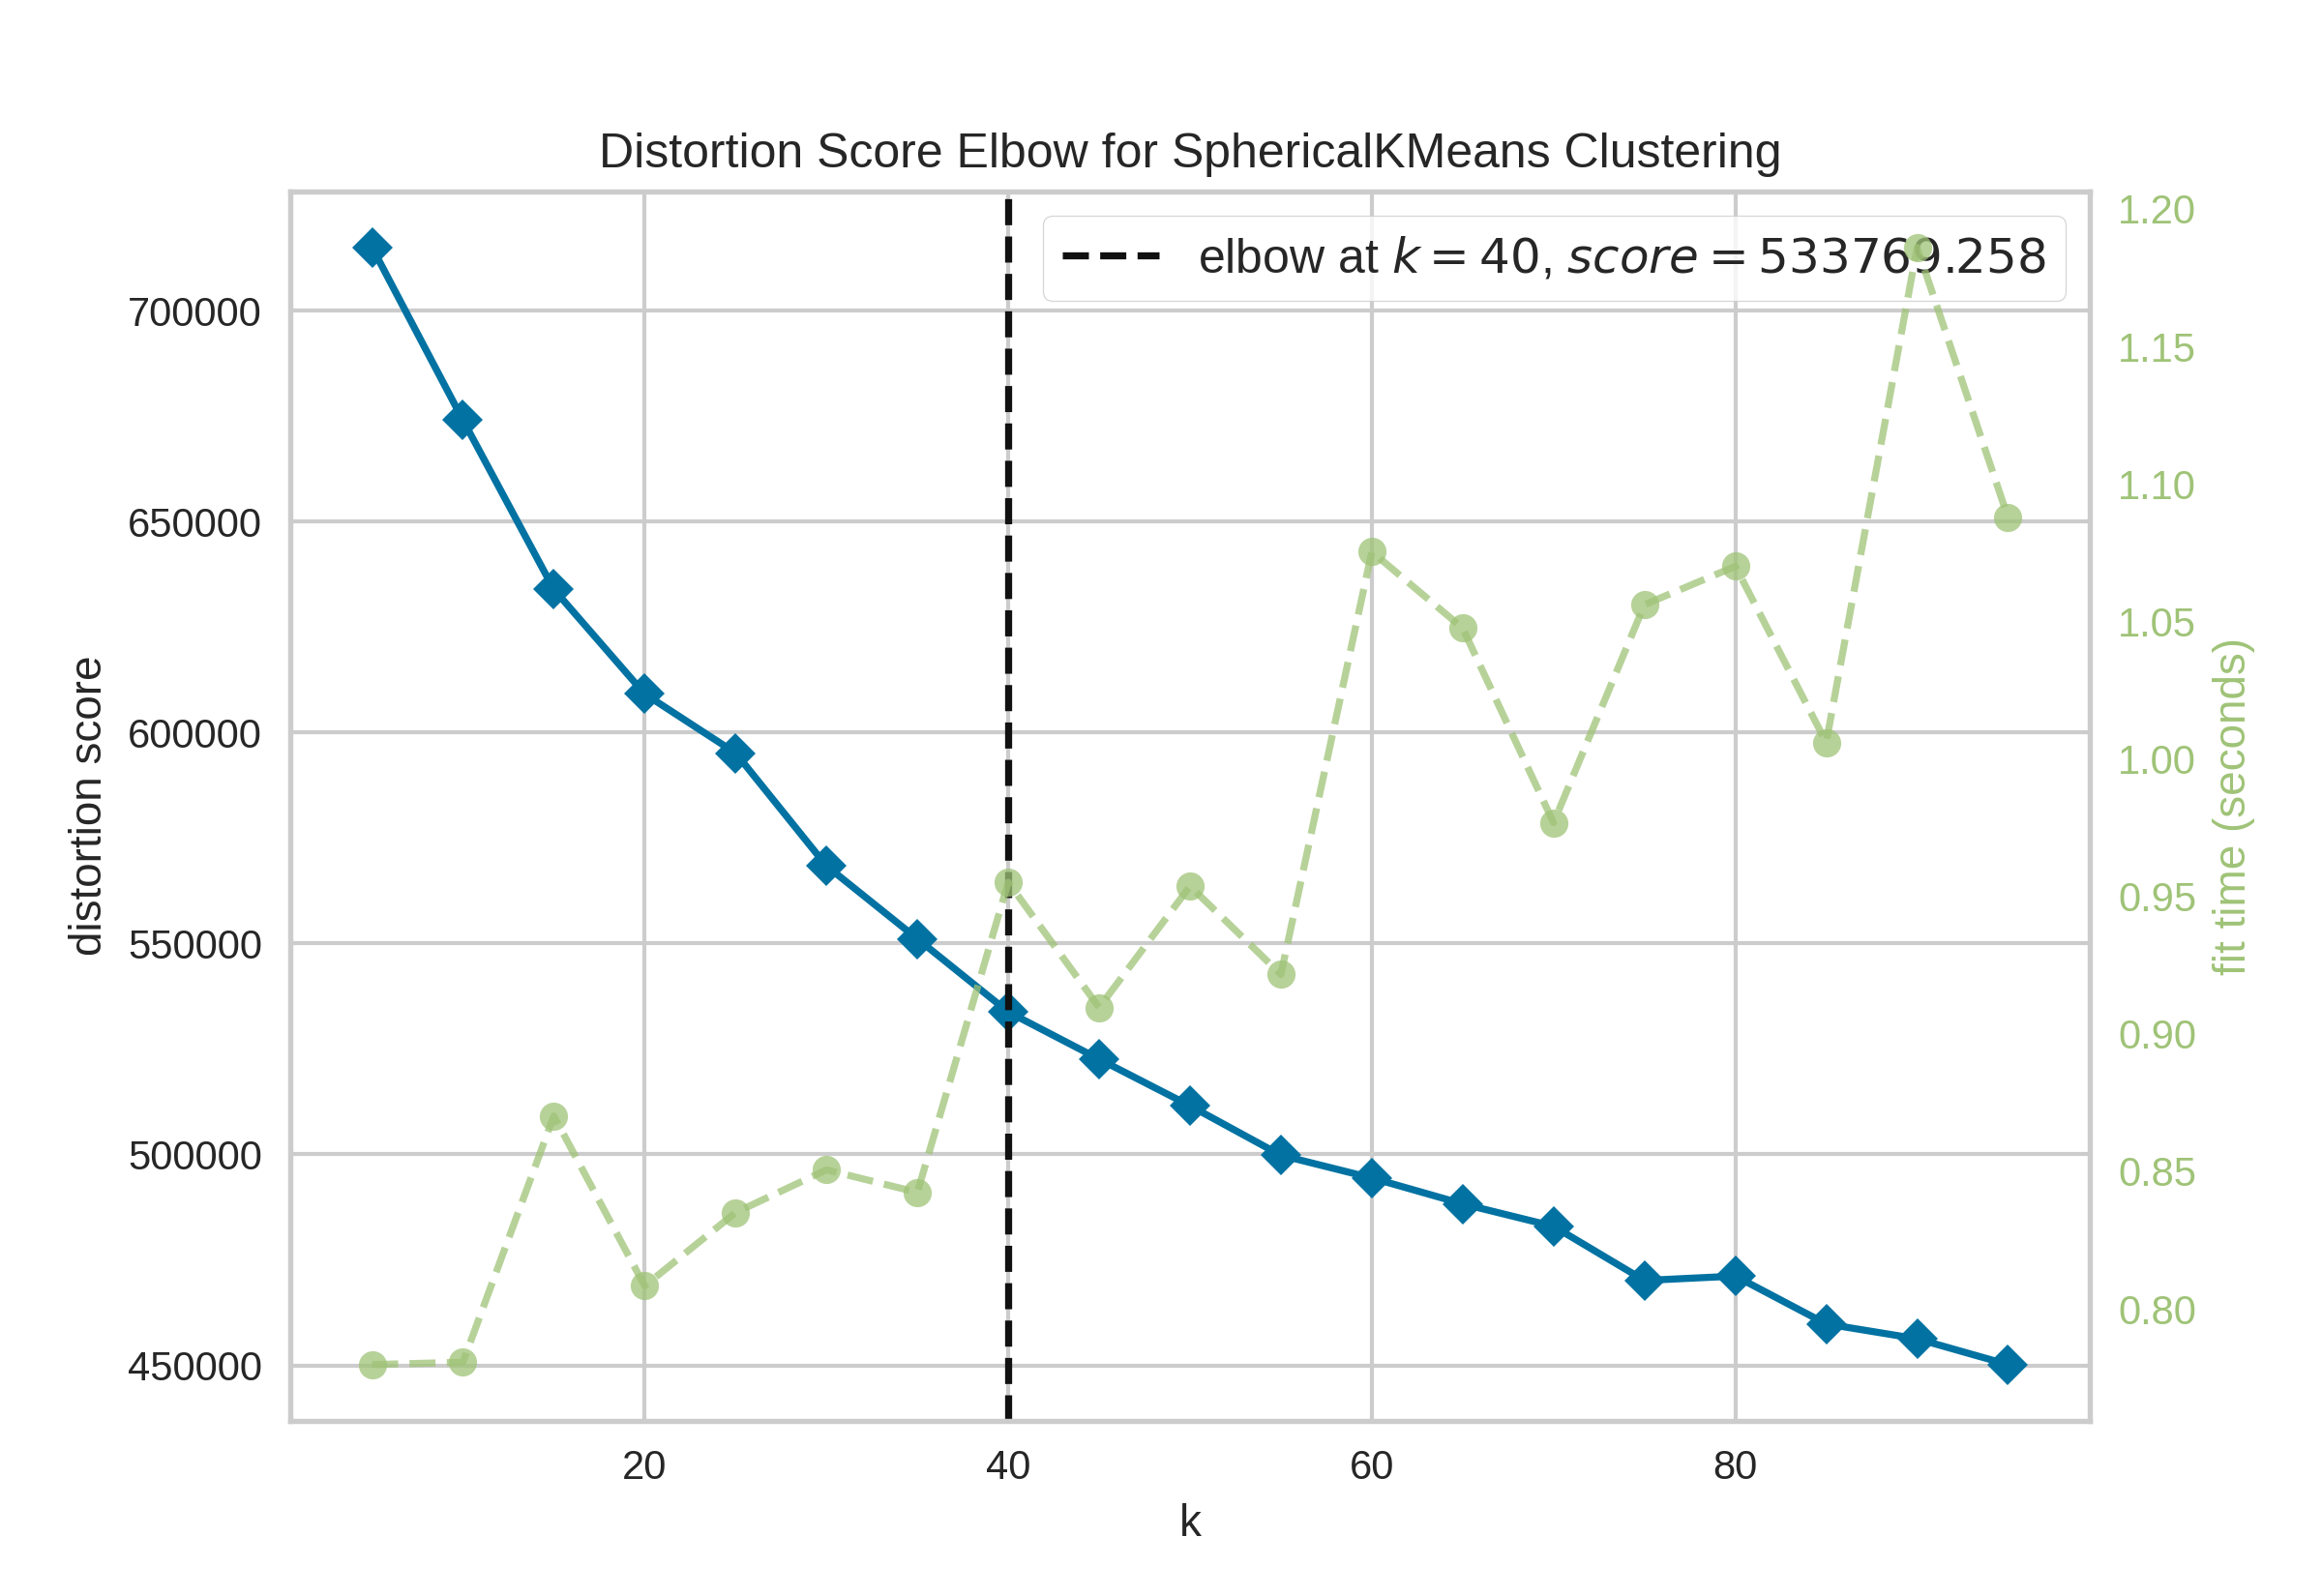 Distortion Score Elbow for SphericalKMeans Clustering
elbow at k = 40, score = 533769.258
distortion score
700000
650000
600000
550000
500000
450000
1.20
1.15
1.10
1.05
1.00
0.95
0.90
0.85
0.80
fit time (seconds)
20 40 60 80
k